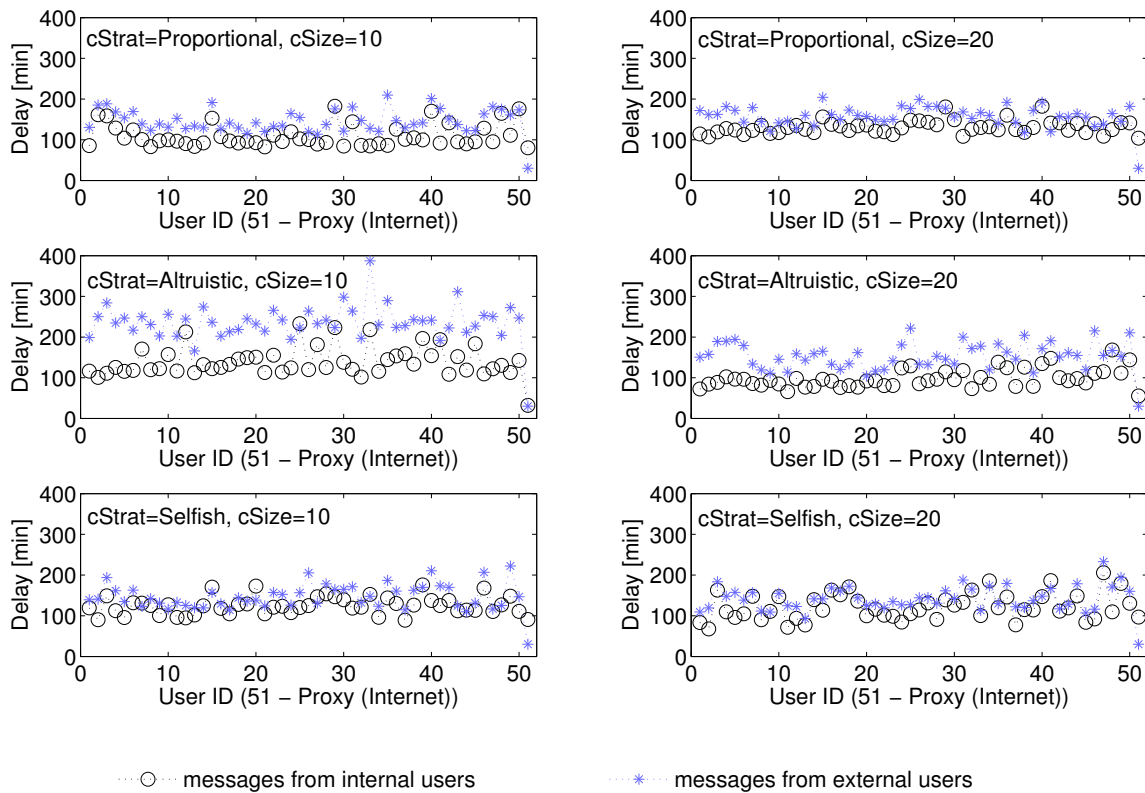 400
300
200
100
0
Delay [min]
cStrat=Proportional, cSize=10
0 10 20 30 40 50
User ID (51 − Proxy (Internet))
400
300
200
100
0
Delay [min]
cStrat=Proportional, cSize=20
0 10 20 30 40 50
User ID (51 − Proxy (Internet))
400
300
200
100
0
Delay [min]
cStrat=Altruistic, cSize=10
0 10 20 30 40 50
User ID (51 − Proxy (Internet))
400
300
200
100
0
Delay [min]
cStrat=Altruistic, cSize=20
0 10 20 30 40 50
User ID (51 − Proxy (Internet))
400
300
200
100
0
Delay [min]
cStrat=Selfish, cSize=10
0 10 20 30 40 50
User ID (51 − Proxy (Internet))
400
300
200
100
0
Delay [min]
cStrat=Selfish, cSize=20
0 10 20 30 40 50
User ID (51 − Proxy (Internet))
messages from internal users
messages from external users